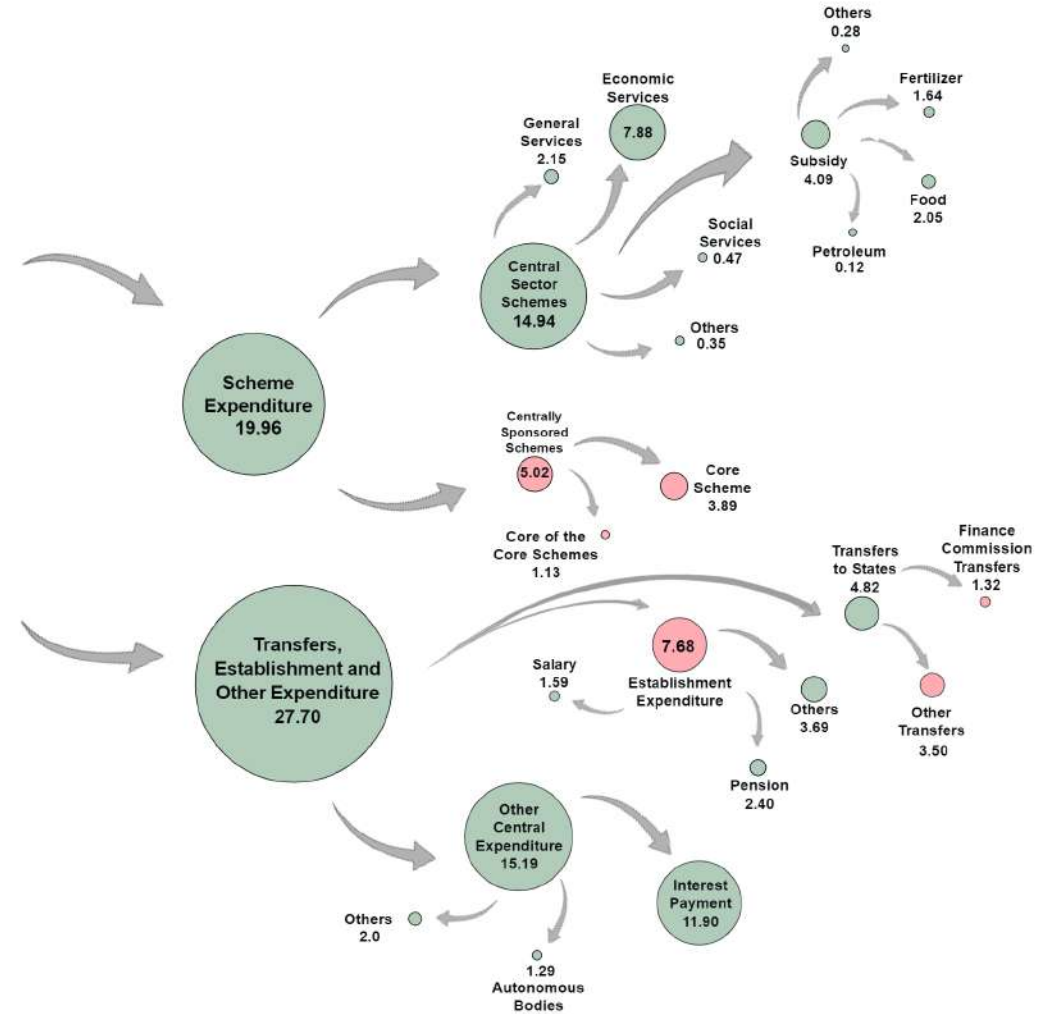 Others
0.28
Fertilizer
1.64
Subsidy
4.09
Food
2.05
Petroleum
0.12
Economic
Services
7.88
General
Services
2.15
Social
Services
0.47
Central
Sector
Schemes
14.94
Others
0.35
Scheme
Expenditure
19.96
Centrally
Sponsored
Schemes
5.02
Core
Scheme
3.89
Core of the
Core Schemes
1.13
Transfers
to States
4.82
Finance
Commission
Transfers
1.32
Other
Transfers
3.50
Transfers,
Establishment and
Other Expenditure
27.70
7.68
Establishment
Expenditure
Salary
1.59
Others
3.69
Pension
2.40
Other
Central
Expenditure
15.19
Interest
Payment
11.90
Others
2.0
1.29
Autonomous
Bodies